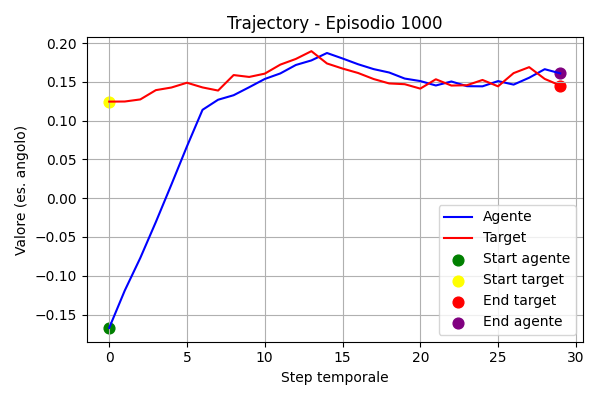 Trajectory - Episodio 1000
Valore (es. angolo)
0.20
0.15
0.10
0.05
0.00
−0.05
−0.10
−0.15
0 5 10 15 20 25 30
Step temporale
Agente
Target
Start agente
Start target
End target
End agente